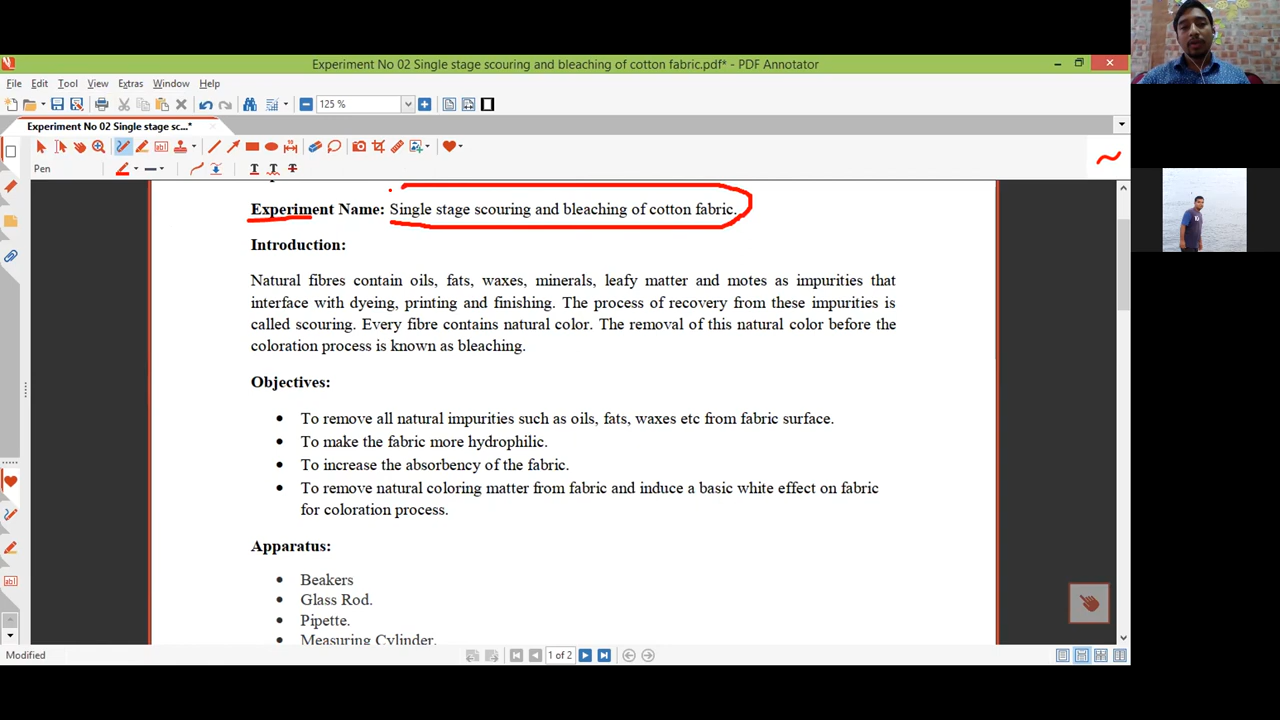 Experiment No 02 Single stage scouring and bleaching of cotton fabric.pdf* - PDF Annotator
File Edit Tool View Extras Window Help
125 %
Experiment No 02 Single stage sc...*
Pen
Experiment Name: Single stage scouring and bleaching of cotton fabric.
Introduction:
Natural fibres contain oils, fats, waxes, minerals, leafy matter and motes as impurities that
interface with dyeing, printing and finishing. The process of recovery from these impurities is
called scouring. Every fibre contains natural color. The removal of this natural color before the
coloration process is known as bleaching.
Objectives:
• To remove all natural impurities such as oils, fats, waxes etc from fabric surface.
• To make the fabric more hydrophilic.
• To increase the absorbency of the fabric.
• To remove natural coloring matter from fabric and induce a basic white effect on fabric
for coloration process.
Apparatus:
• Beakers
• Glass Rod.
• Pipette.
• Measuring Cylinder.
Modified
1 of 2